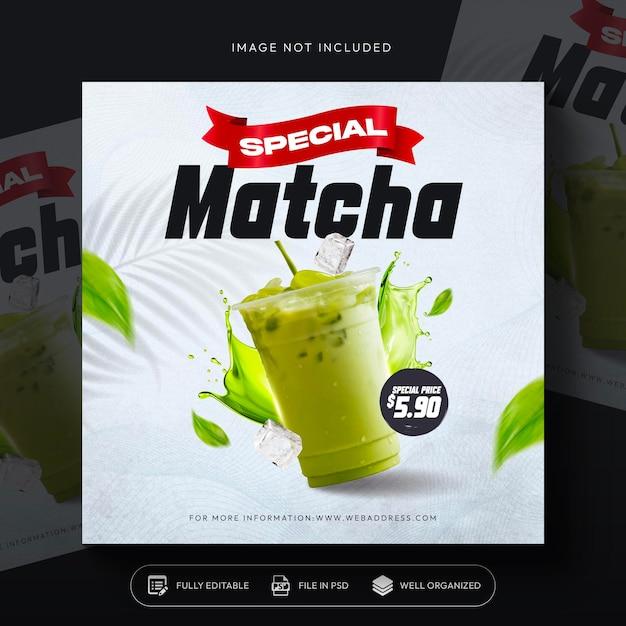 IMAGE NOT INCLUDED
SPECIAL
Matcha
SPECIAL PRICE
$5.90
FOR MORE INFORMATION:WWW.WEBADDRESS.COM
FULLY EDITABLE
FILE IN PSD
WELL ORGANIZED